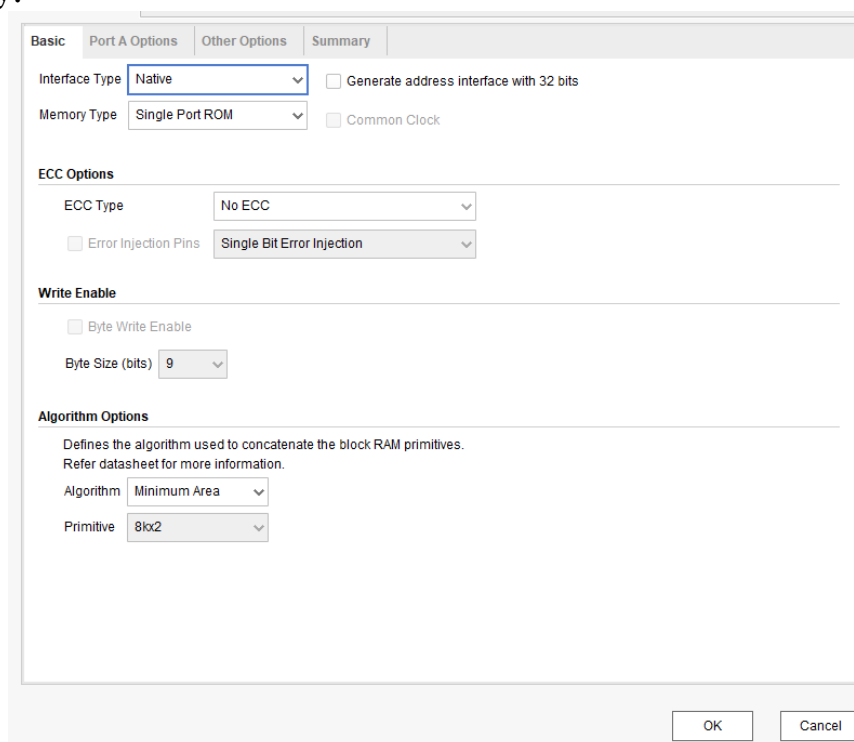 Basic Port A Options Other Options Summary
Interface Type Native Generate address interface with 32 bits
Memory Type Single Port ROM Common Clock
ECC Options
ECC Type No ECC
Error Injection Pins Single Bit Error Injection
Write Enable
Byte Write Enable
Byte Size (bits) 9
Algorithm Options
Defines the algorithm used to concatenate the block RAM primitives.
Refer datasheet for more information.
Algorithm Minimum Area
Primitive 8kx2
OK Cancel